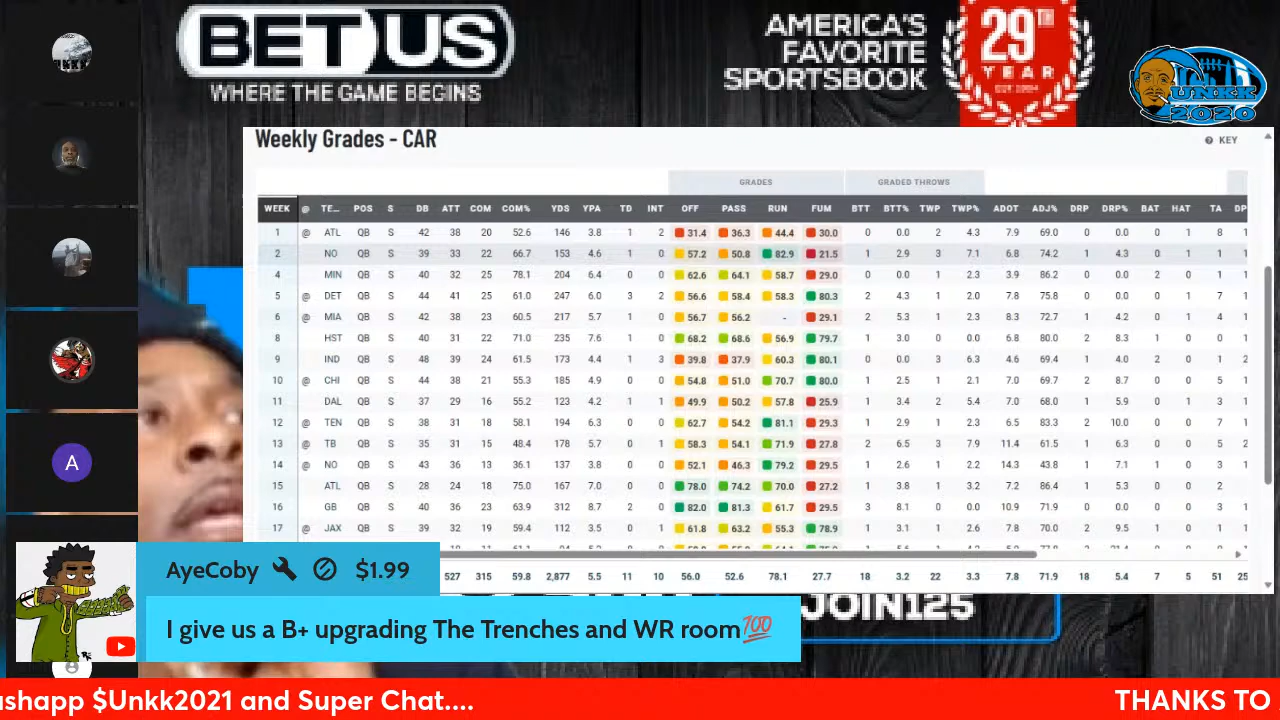 BETUS
WHERE THE GAME BEGINS
AMERICA'S
FAVORITE
SPORTSBOOK
29TH
YEAR
UNKK
2020
Weekly Grades - CAR
KEY
GRADES GRADED THROWS
WEEK @ TE... POS S DB ATT COM COM% YDS YPA TD INT OFF PASS RUN FUM BTT BTT% TWP TWP% ADOT ADJ% DRP DRP% BAT HAT TA DP
1 @ ATL QB S 42 38 20 52.6 146 3.8 1 2 31.4 36.3 44.4 30.0 0 0.0 2 4.3 7.9 69.0 0 0.0 0 1 8 1
2 NO QB S 39 33 22 66.7 153 4.6 1 0 57.2 50.8 82.9 21.5 1 2.9 3 7.1 6.8 74.2 1 4.3 0 1 1 1
4 MIN QB S 40 32 25 78.1 204 6.4 0 0 62.6 64.1 58.7 29.0 0 0.0 1 2.3 3.9 86.2 0 0.0 2 0 1 1
5 @ DET QB S 44 41 25 61.0 247 6.0 3 2 56.6 58.4 58.3 80.3 2 4.3 1 2.0 7.8 75.8 0 0.0 0 1 7 1
6 @ MIA QB S 42 38 23 60.5 217 5.7 1 0 56.7 56.2 - 29.1 2 5.3 1 2.3 8.3 72.7 1 4.2 0 1 4 1
8 HST QB S 40 31 22 71.0 235 7.6 1 0 68.2 68.6 56.9 79.7 1 3.0 0 0.0 6.8 80.0 2 8.3 1 0 0 1
9 IND QB S 48 39 24 61.5 173 4.4 1 3 39.8 37.9 60.3 80.1 0 0.0 3 6.3 4.6 69.4 1 4.0 2 0 1 2
10 @ CHI QB S 44 38 21 55.3 185 4.9 0 0 54.8 51.0 70.7 80.0 1 2.5 1 2.1 7.0 69.7 2 8.7 0 0 5 1
11 DAL QB S 37 29 16 55.2 123 4.2 1 1 49.9 50.2 57.8 25.9 1 3.4 2 5.4 7.0 68.0 1 5.9 1 0 3 1
12 @ TEN QB S 38 31 18 58.1 194 6.3 0 0 62.7 54.2 81.1 29.3 1 2.9 1 2.3 6.5 83.3 2 10.0 0 0 7 1
13 @ TB QB S 35 31 15 48.4 178 5.7 0 1 58.3 54.1 71.9 27.8 2 6.5 3 7.9 11.4 61.5 1 6.3 0 0 5 2
14 @ NO QB S 43 36 13 36.1 137 3.8 0 0 52.1 46.3 79.2 29.5 1 2.6 1 2.2 14.3 43.8 1 7.1 1 0 3 1
15 ATL QB S 28 24 18 75.0 167 7.0 0 0 78.0 74.2 70.0 27.2 1 3.8 1 3.2 7.2 86.4 1 5.3 0 0 2
16 GB QB S 40 36 23 63.9 312 8.7 2 0 82.0 81.3 61.7 29.5 3 8.1 0 0.0 10.9 71.9 0 0.0 0 0 3 1
17 @ JAX QB S 39 32 19 59.4 112 3.5 0 1 61.8 63.2 55.3 78.9 1 3.1 1 2.6 7.8 70.0 2 9.5 1 0 1 1
527 315 59.8 2,877 5.5 11 10 56.0 52.6 78.1 27.7 18 3.2 22 3.3 7.8 71.9 18 5.4 7 5 51 25
A
AyeCoby $1.99
I give us a B+ upgrading The Trenches and WR room💯
JOIN125
ashapp $Unkk2021 and Super Chat.... THANKS TO